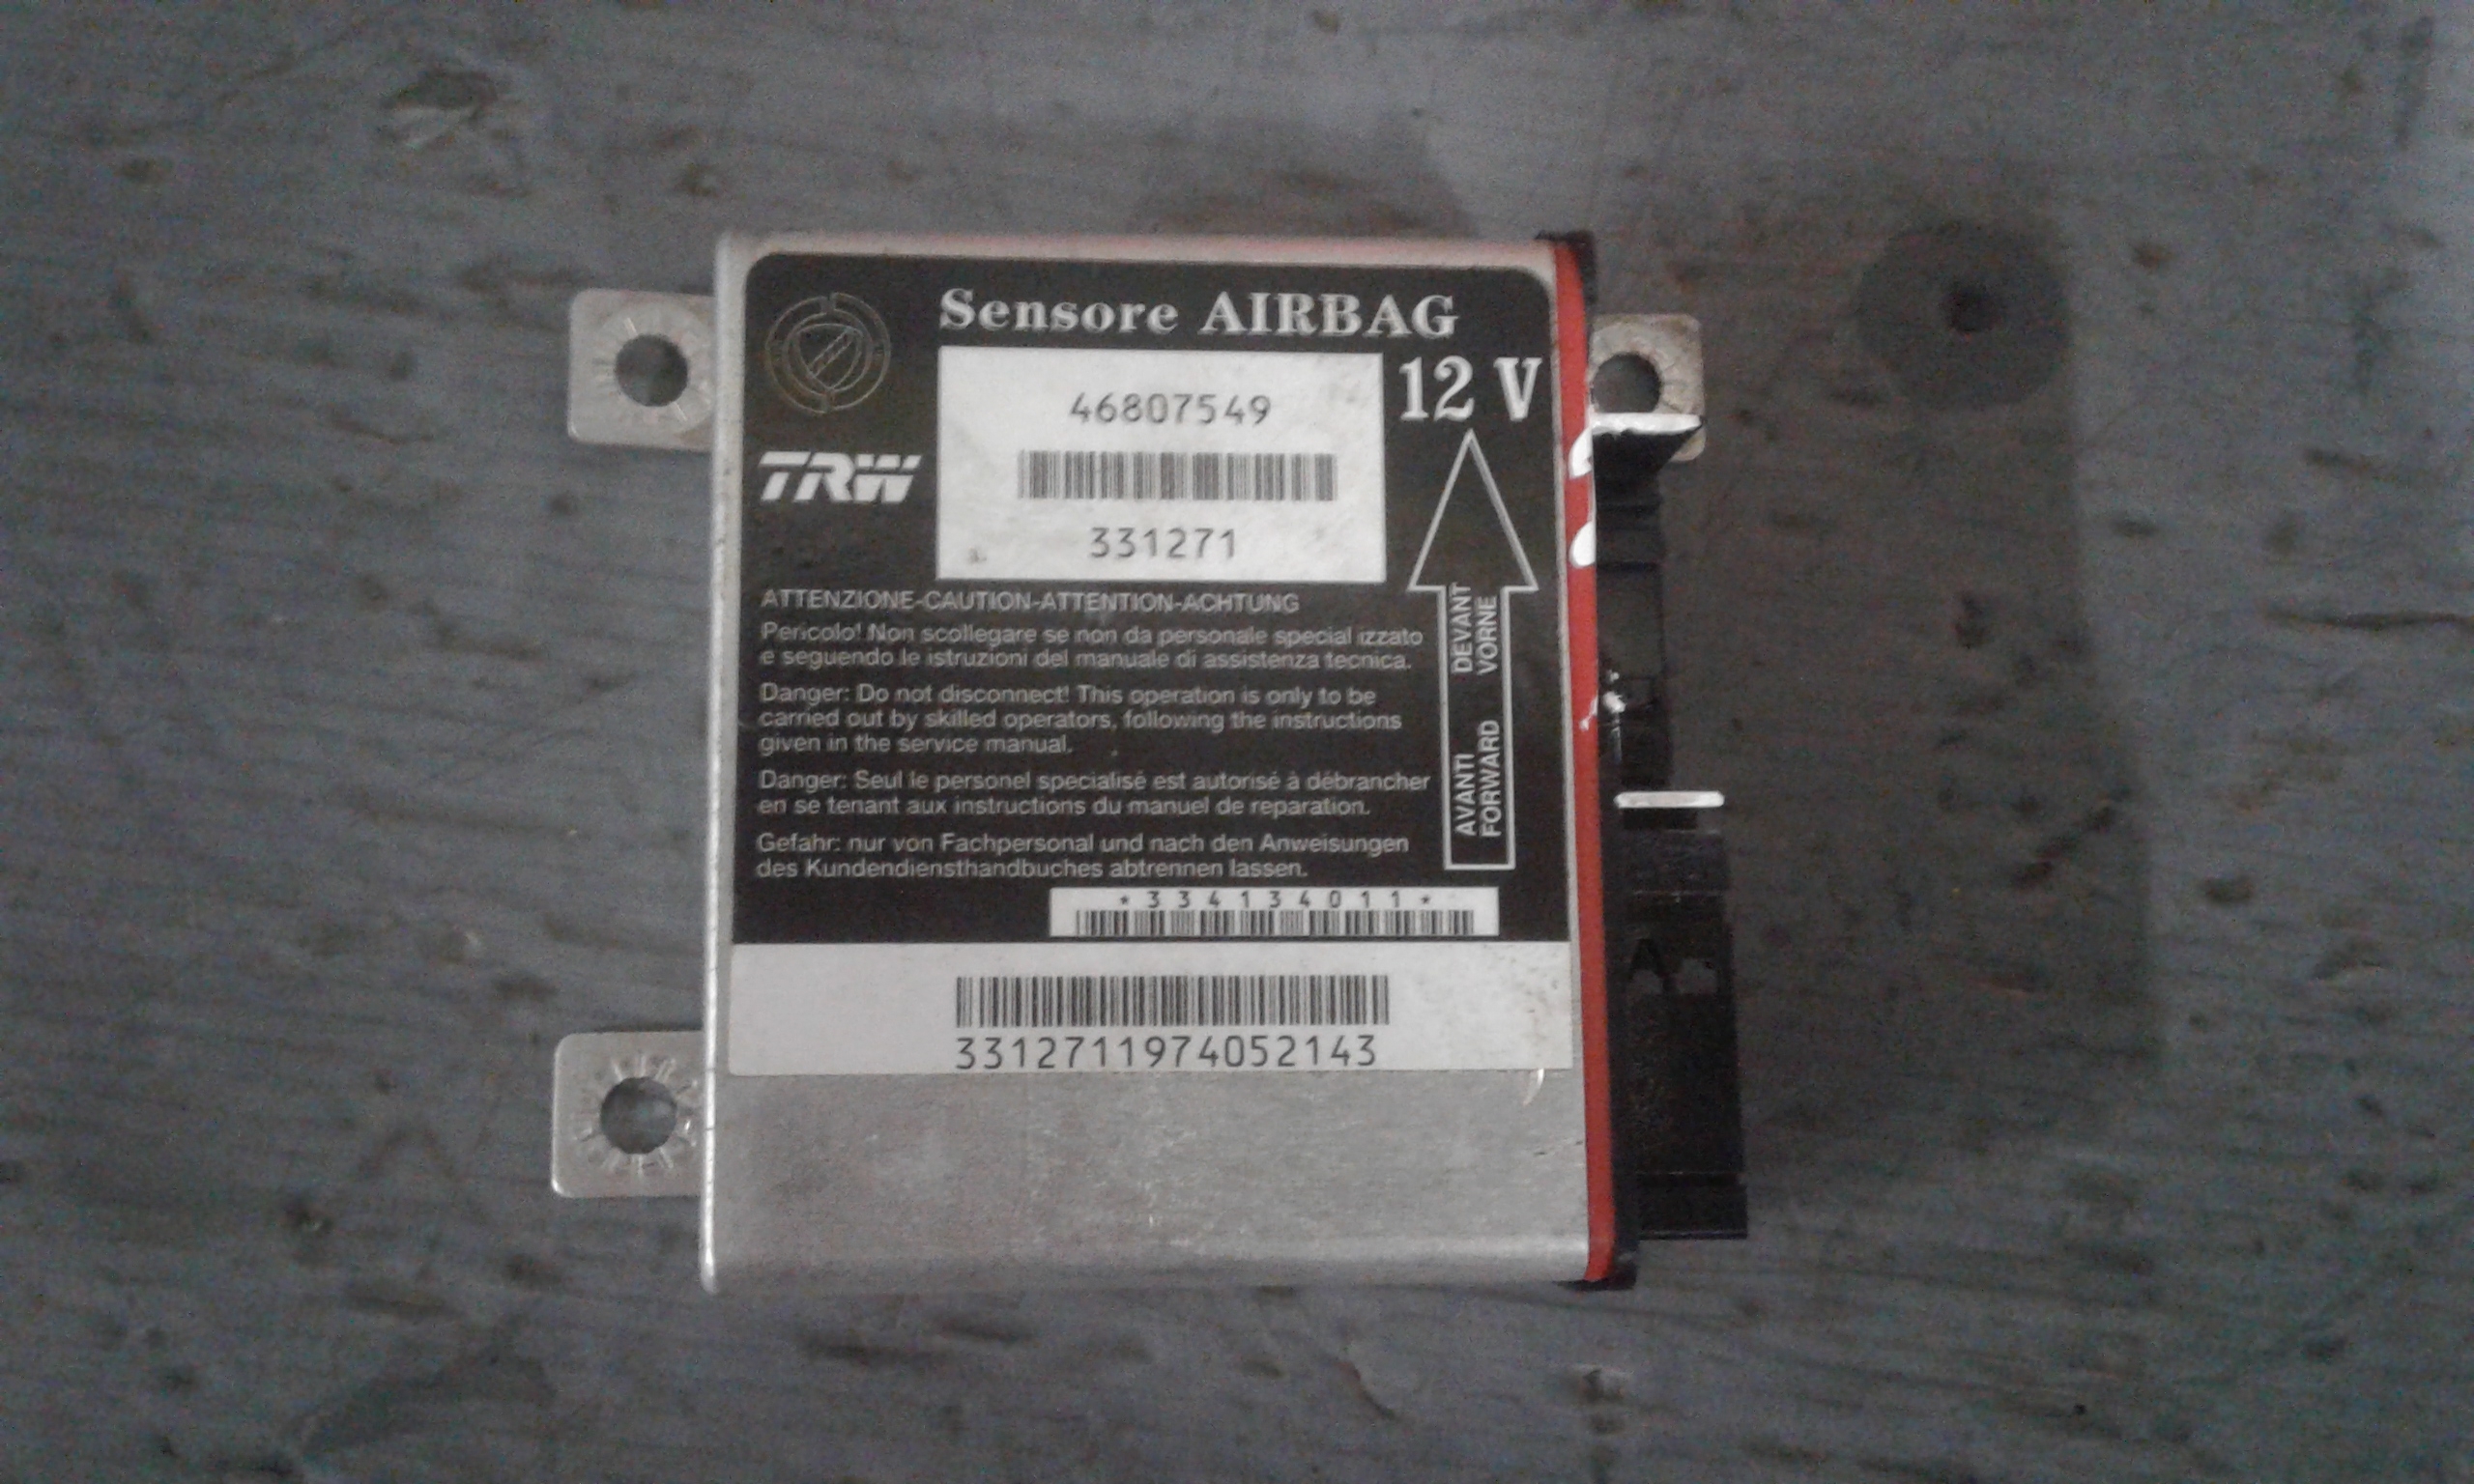 Sensore AIRBAG
12 V
46807549
TRW
331271
ATTENZIONE-CAUTION-ATTENTION-ACHTUNG
Pericolo! Non scollegare se non da personale special izzato
e seguendo le istruzioni del manuale di assistenza tecnica.
Danger: Do not disconnect! This operation is only to be
carried out by skilled operators, following the instructions
given in the service manual.
Danger: Seul le personel specialisé est autorisé à débrancher
en se tenant aux instructions du manuel de reparation.
Gefahr: nur von Fachpersonal und nach den Anweisungen
des Kundendiensthandbuches abtrennen lassen.
AVANTI DEVANT
FORWARD VORNE
*334134011*
3312711974052143
A